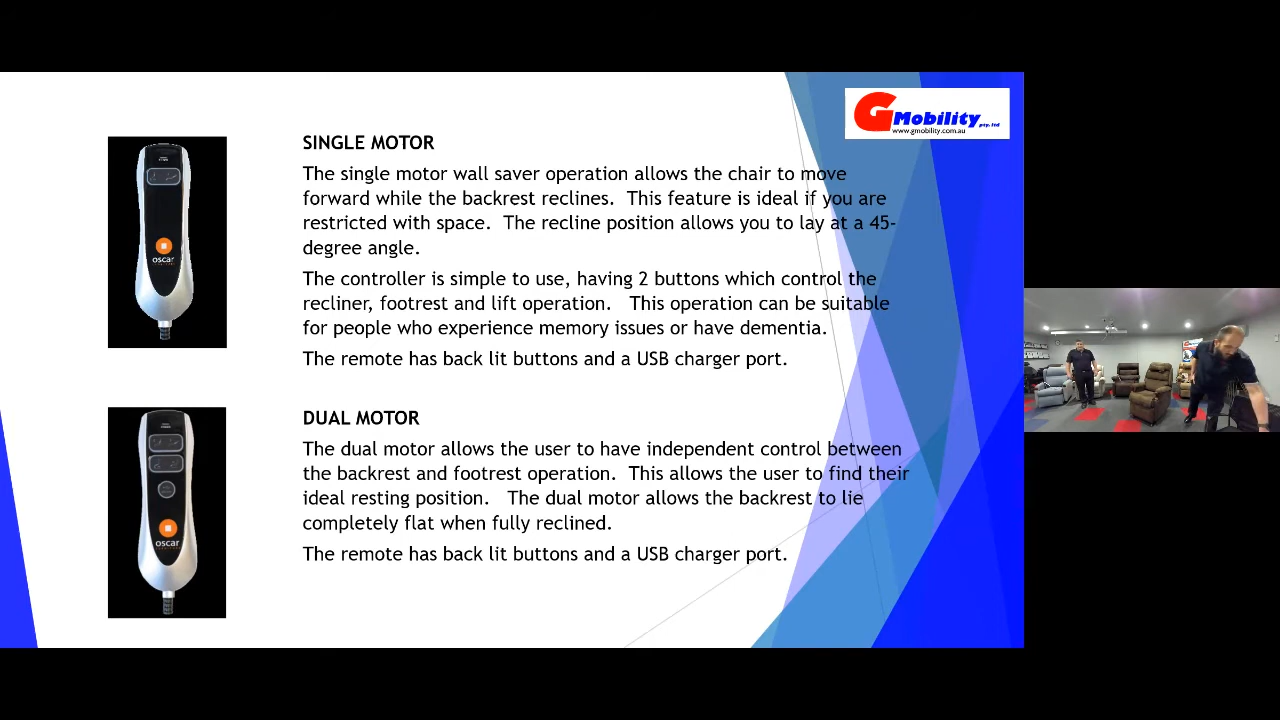 G Mobility pty. ltd
www.gmobility.com.au
SINGLE MOTOR
The single motor wall saver operation allows the chair to move
forward while the backrest reclines.  This feature is ideal if you are
restricted with space.  The recline position allows you to lay at a 45-
degree angle.
The controller is simple to use, having 2 buttons which control the
recliner, footrest and lift operation.   This operation can be suitable
for people who experience memory issues or have dementia.
The remote has back lit buttons and a USB charger port.
oscar
DUAL MOTOR
The dual motor allows the user to have independent control between
the backrest and footrest operation.  This allows the user to find their
ideal resting position.   The dual motor allows the backrest to lie
completely flat when fully reclined.
The remote has back lit buttons and a USB charger port.
oscar